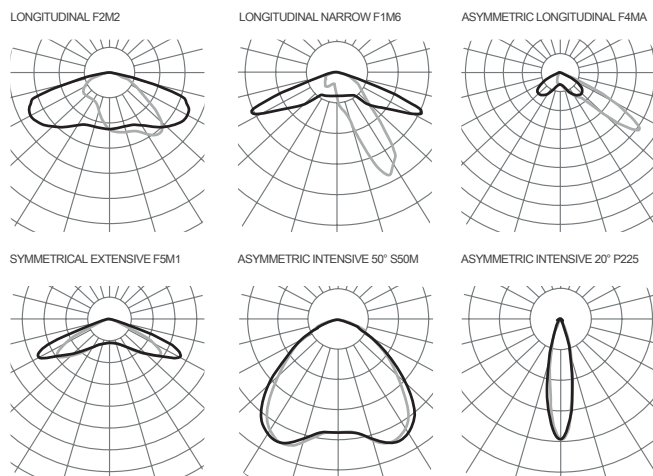 LONGITUDINAL F2M2
LONGITUDINAL NARROW F1M6
ASYMMETRIC LONGITUDINAL F4MA
SYMMETRICAL EXTENSIVE F5M1
ASYMMETRIC INTENSIVE 50° S50M
ASYMMETRIC INTENSIVE 20° P225